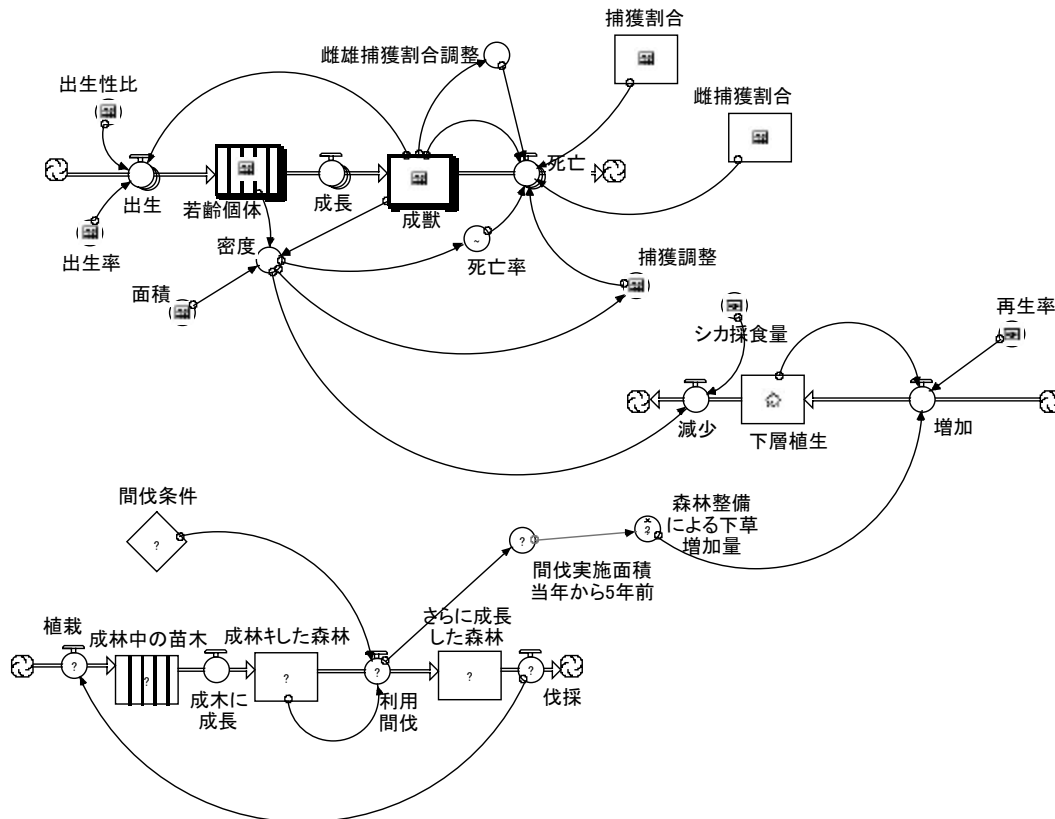 捕獲割合
雌雄捕獲割合調整
出生性比
雌捕獲割合
死亡
出生
若齢個体
成長
成獣
出生率
密度
死亡率
捕獲調整
面積
シカ採食量
再生率
減少
下層植生
増加
間伐条件
森林整備
による下草
増加量
?
?
?
間伐実施面積
当年から5年前
植栽
成林中の苗木
成林キした森林
さらに成長
した森林
?
?
?
?
?
?
成木に
成長
利用
間伐
伐採
~